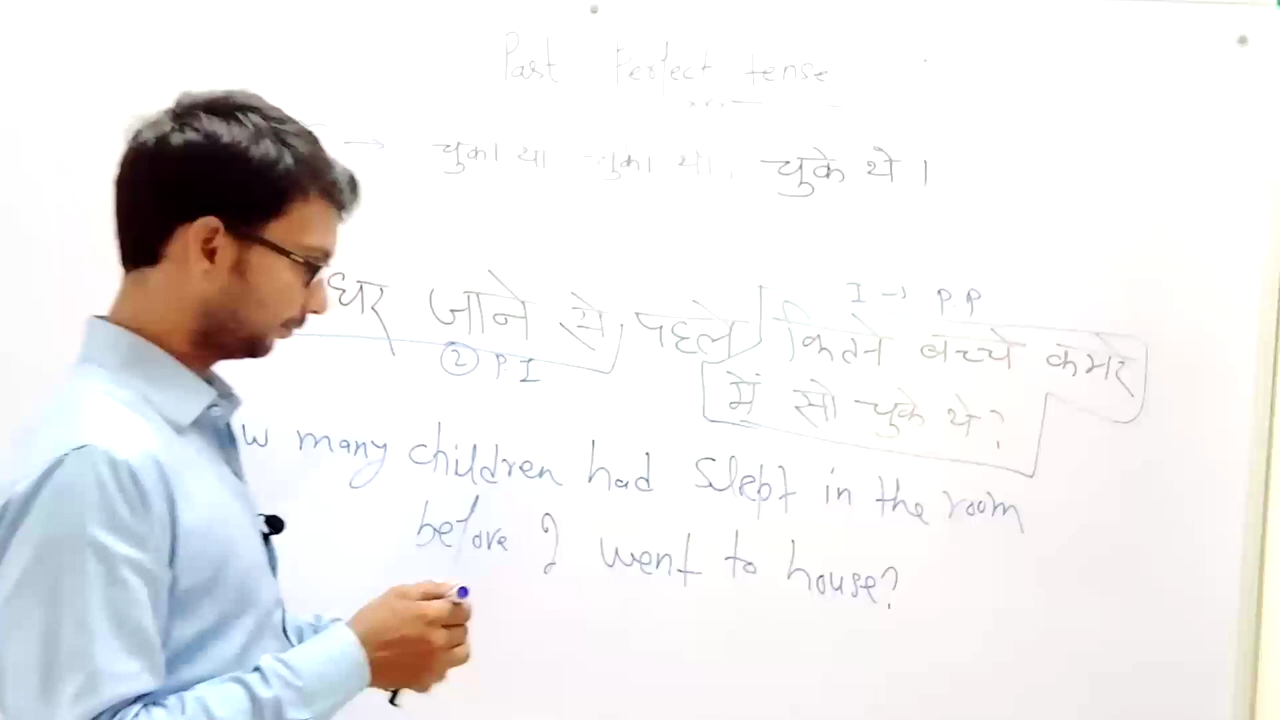 Past Perfect tense
→ चुका था चुका था, चुके थे।
I → P.P
घर जाने से पहले / कितने बच्चे कमरे
② P.I
में सो चुके थे?
w many children had slept in the room
before I went to house?